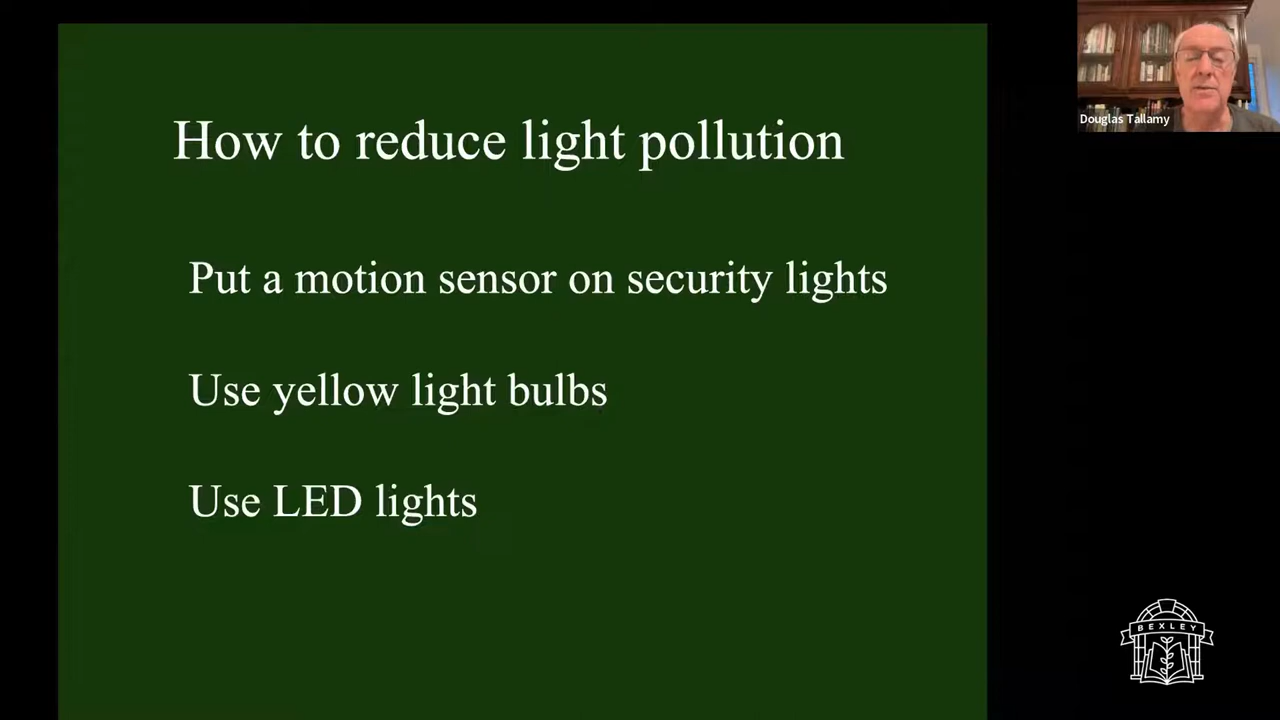 How to reduce light pollution
Put a motion sensor on security lights
Use yellow light bulbs
Use LED lights
Douglas Tallamy
BEXLEY